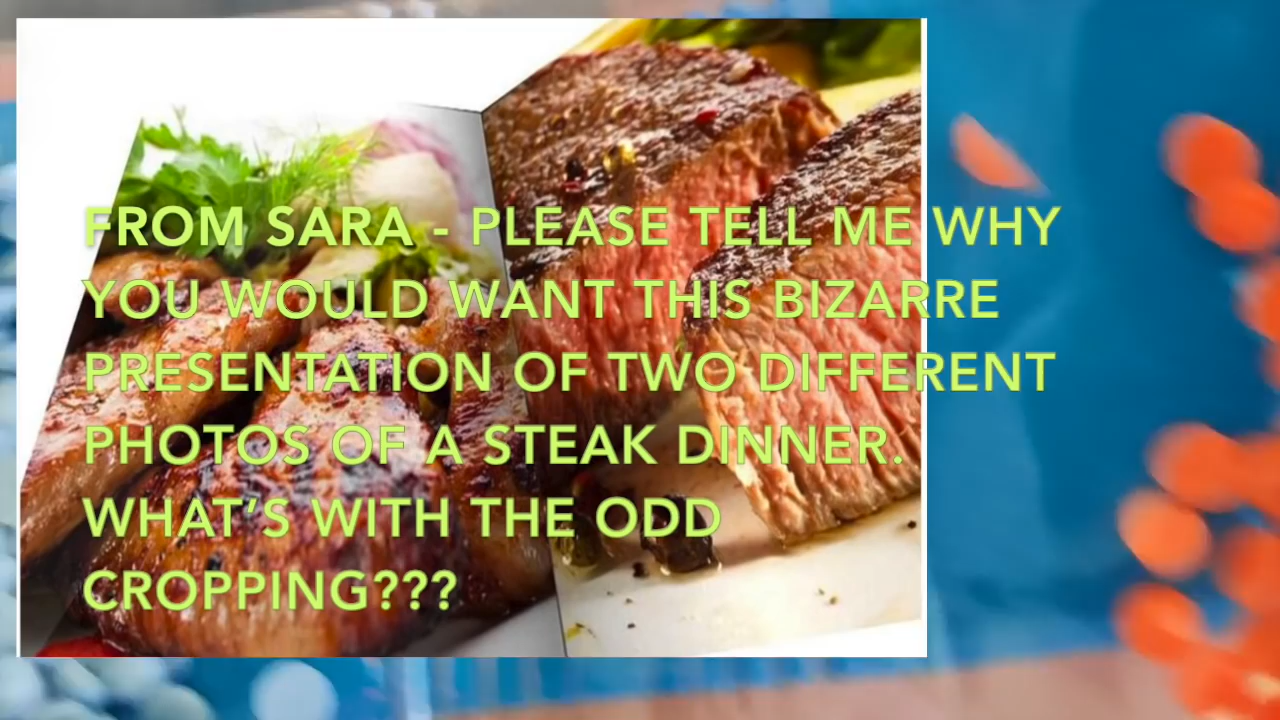 FROM SARA - PLEASE TELL ME WHY
YOU WOULD WANT THIS BIZARRE
PRESENTATION OF TWO DIFFERENT
PHOTOS OF A STEAK DINNER.
WHAT’S WITH THE ODD
CROPPING???